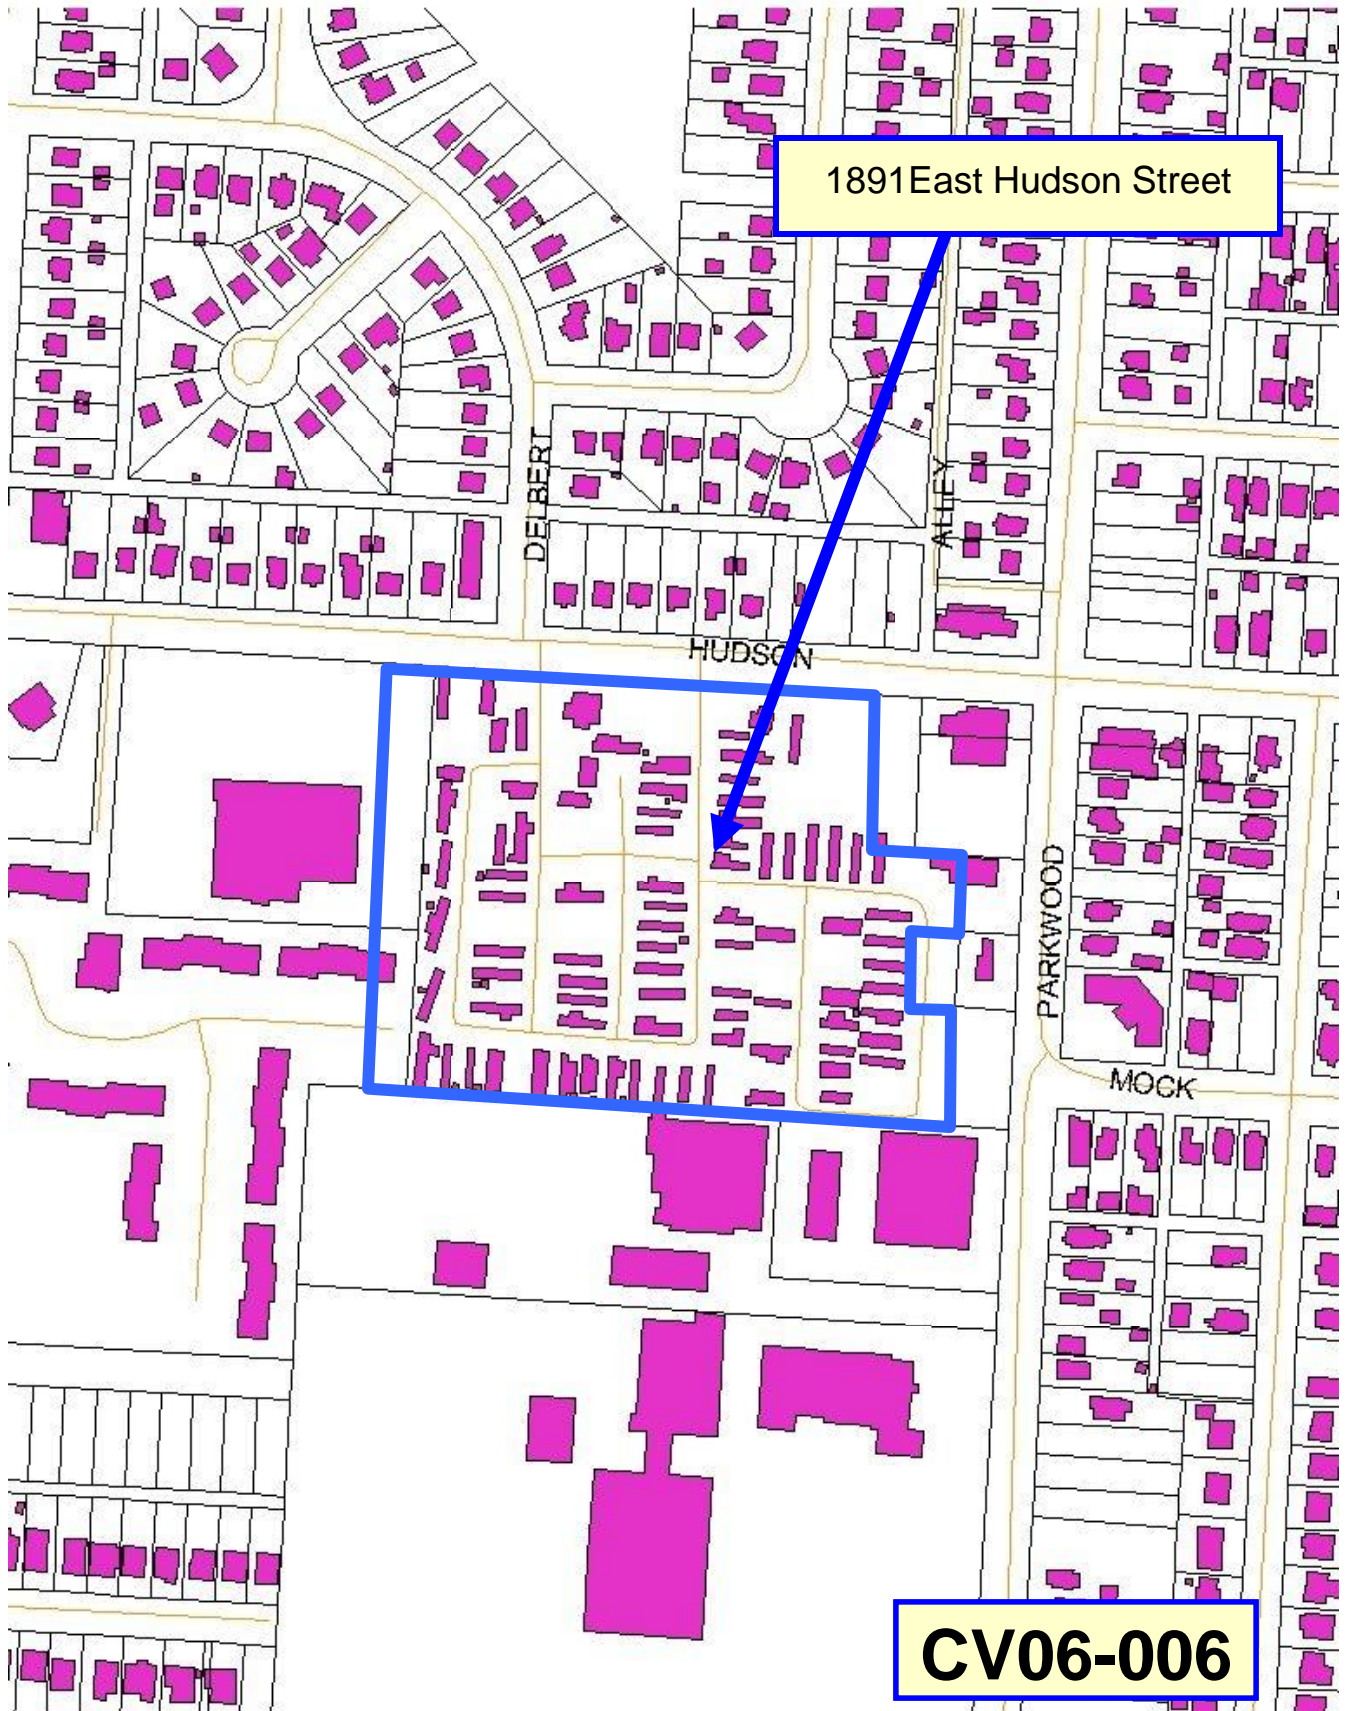 1891East Hudson Street
DELBERT
ALLEY
HUDSON
PARKWOOD
MOCK
CV06-006